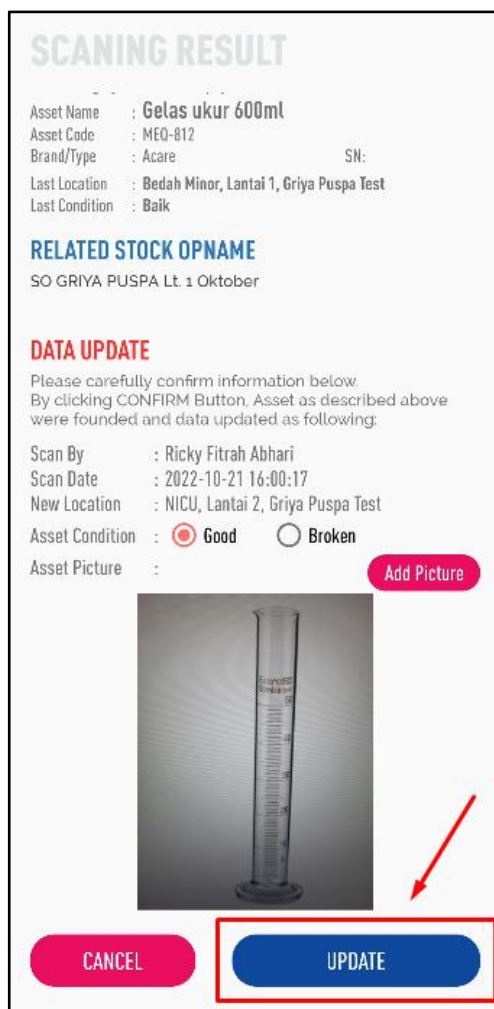 SCANING RESULT
Asset Name : Gelas ukur 600ml
Asset Code : MEQ-812
Brand/Type : Acare SN:
Last Location : Bedah Minor, Lantai 1, Griya Puspa Test
Last Condition : Baik
RELATED STOCK OPNAME
SO GRIYA PUSPA Lt. 1 Oktober
DATA UPDATE
Please carefully confirm information below.
By clicking CONFIRM Button, Asset as described above
were founded and data updated as following:
Scan By : Ricky Fitrah Abhari
Scan Date : 2022-10-21 16:00:17
New Location : NICU, Lantai 2, Griya Puspa Test
Asset Condition : Good Broken
Asset Picture :
Add Picture
CANCEL UPDATE